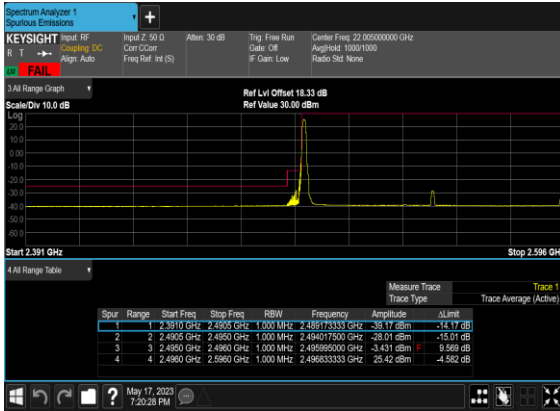 Spectrum Analyzer 1
Spurious Emissions
+
KEYSIGHT
R T
LXI
FAIL
Input: RF
Coupling: DC
Align: Auto
Input Z: 50 Ω
Corr CCorr
Freq Ref: Int (S)
Atten: 30 dB
Trig: Free Run
Gate: Off
IF Gain: Low
Center Freq: 22.005000000 GHz
Avg|Hold: 1000/1000
Radio Std: None
3 All Range Graph
Scale/Div 10.0 dB
Ref Lvl Offset 18.33 dB
Ref Value 30.00 dBm
Log
20.0
10.0
0.00
-10.0
-20.0
-30.0
-40.0
-50.0
-60.0
Start 2.391 GHz
Stop 2.596 GH
4 All Range Table
Measure Trace Trace 1
Trace Type Trace Average (Active)
Spur Range Start Freq Stop Freq RBW Frequency Amplitude ΔLimit
1 1 2.3910 GHz 2.4905 GHz 1.000 MHz 2.489173333 GHz -39.17 dBm -14.17 dB
2 2 2.4905 GHz 2.4950 GHz 1.000 MHz 2.494017500 GHz -28.01 dBm -15.01 dB
3 3 2.4950 GHz 2.4960 GHz 1.000 MHz 2.495995000 GHz -3.431 dBm F 9.569 dB
4 4 2.4960 GHz 2.5960 GHz 1.000 MHz 2.496833333 GHz 25.42 dBm -4.582 dB
?
May 17, 2023
7:20:28 PM